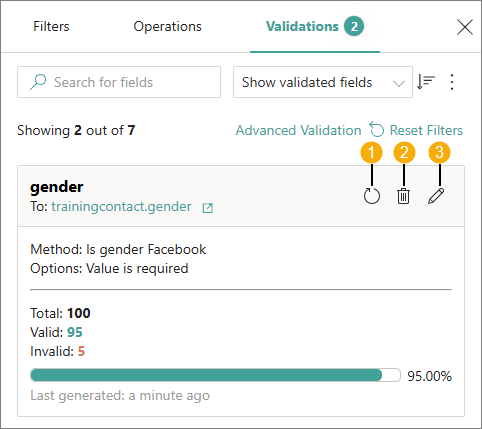 Filters Operations Validations 2
Search for fields Show validated fields
Showing 2 out of 7 Advanced Validation Reset Filters
1 2 3
gender
To: trainingcontact.gender
Method: Is gender Facebook
Options: Value is required
Total: 100
Valid: 95
Invalid: 5
95.00%
Last generated: a minute ago